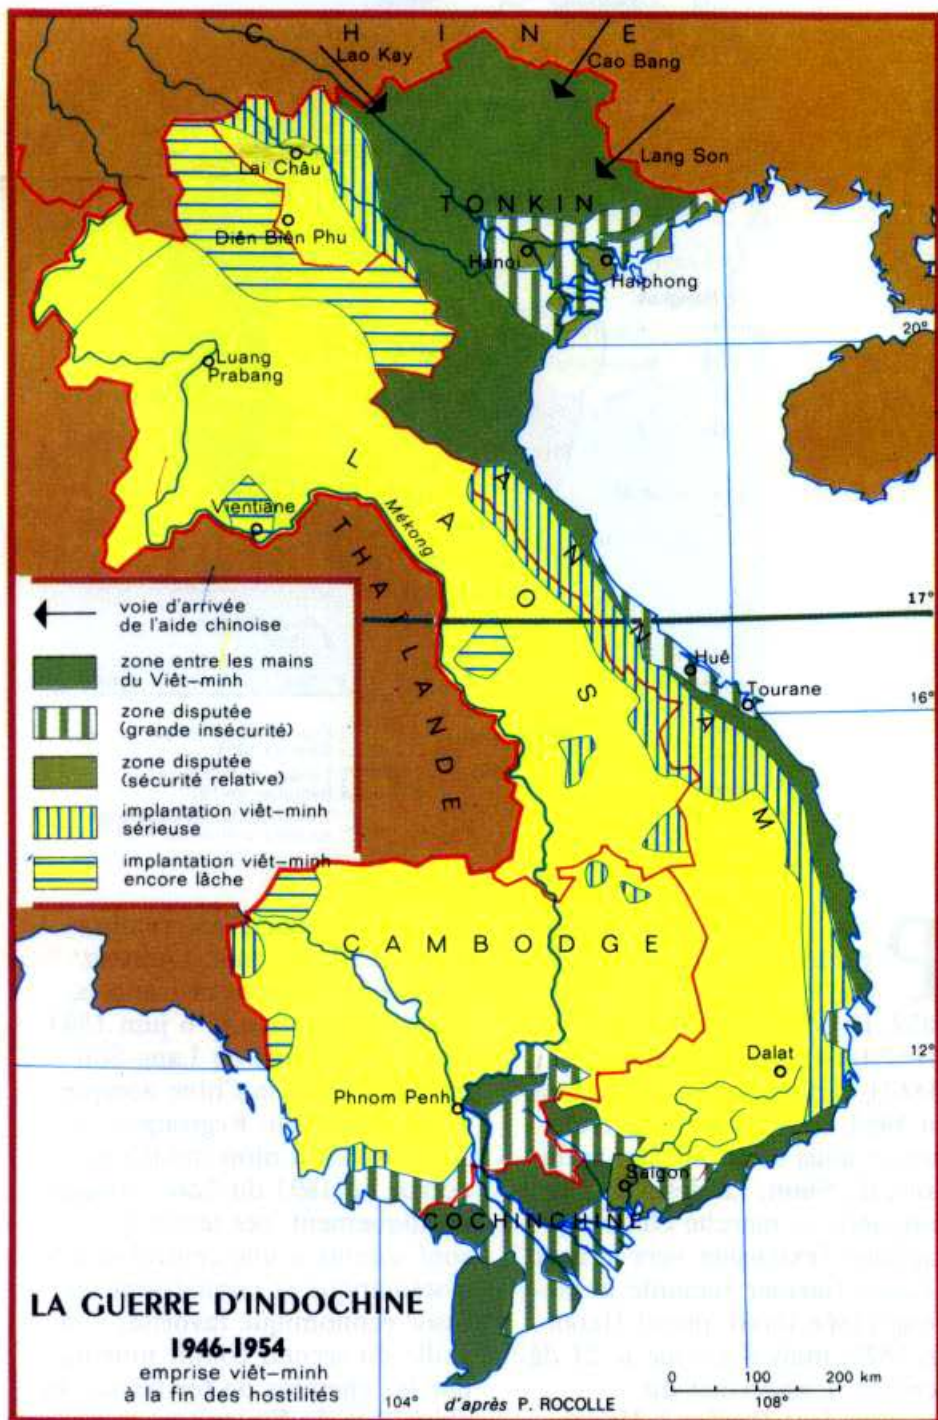 CHINE
Lao Kay
Cao Bang
Lang Son
Lai Châu
TONKIN
Diên Biên Phu
Hanoi
Haiphong
20°
Luang
Prabang
LAOS
ANNAM
Vientiane
Mékong
THAILANDE
voie d'arrivée
de l'aide chinoise
zone entre les mains
du Viêt-minh
zone disputée
(grande insécurité)
zone disputée
(sécurité relative)
implantation viêt-minh
sérieuse
implantation viêt-minh
encore lâche
17°
Huê
Tourane
16°
CAMBODGE
12°
Dalat
Phnom Penh
Saigon
COCHINCHINE
LA GUERRE D'INDOCHINE
1946-1954
emprise viêt-minh
à la fin des hostilités
0 100 200 km
104°
d'après P. ROCOLLE
108°